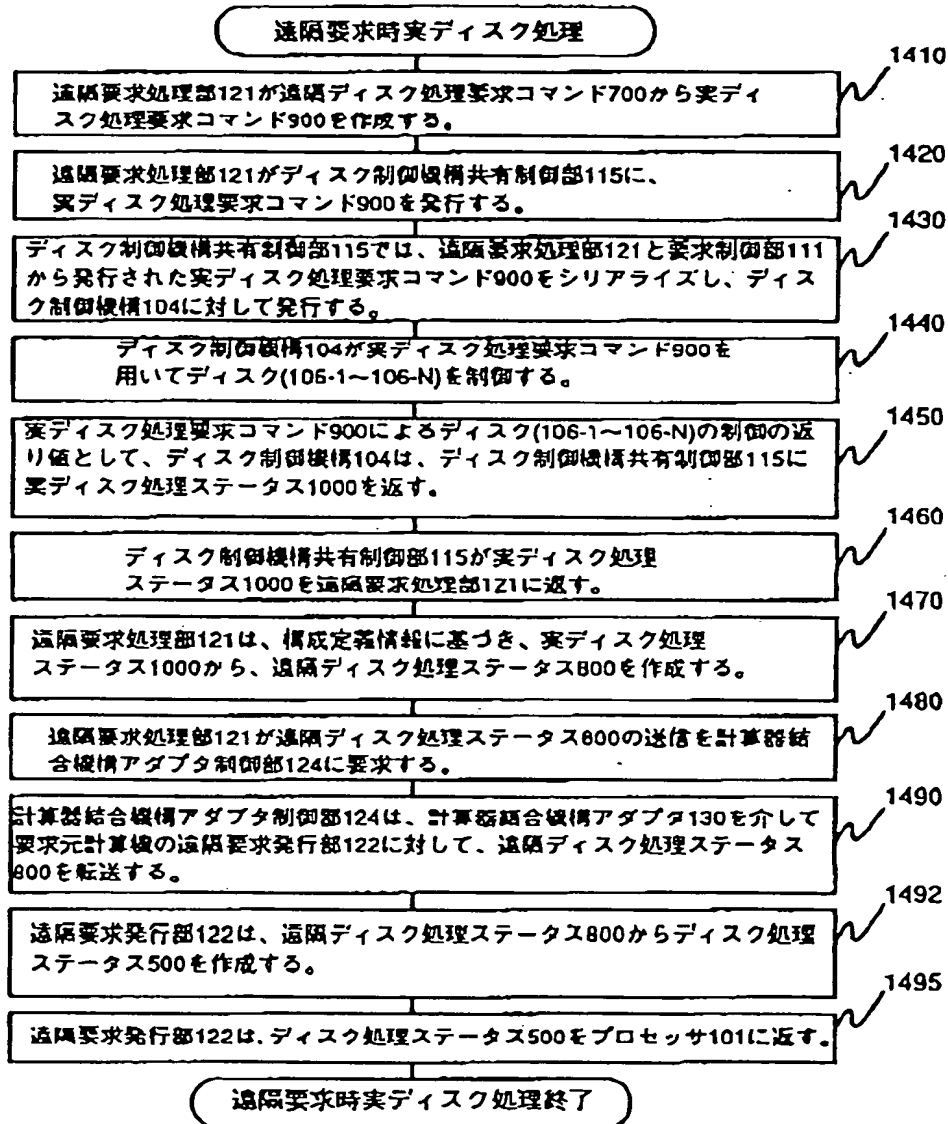 遠隔要求時実ディスク処理
1410
遠隔要求処理部121が遠隔ディスク処理要求コマンド700から実ディ
スク処理要求コマンド900を作成する。
1420
遠隔要求処理部121がディスク制御機構共有制御部115に、
実ディスク処理要求コマンド900を発行する。
1430
ディスク制御機構共有制御部115では、遠隔要求処理部121と要求制御部111
から発行された実ディスク処理要求コマンド900をシリアライズし、ディス
ク制御機構104に対して発行する。
1440
ディスク制御機構104が実ディスク処理要求コマンド900を
用いてディスク(106-1～106-N)を制御する。
1450
実ディスク処理要求コマンド900によるディスク(106-1～106-N)の制御の返
り値として、ディスク制御機構104は、ディスク制御機構共有制御部115に
実ディスク処理ステータス1000を返す。
1460
ディスク制御機構共有制御部115が実ディスク処理
ステータス1000を遠隔要求処理部121に返す。
1470
遠隔要求処理部121は、構成定義情報に基づき、実ディスク処理
ステータス1000から、遠隔ディスク処理ステータス800を作成する。
1480
遠隔要求処理部121が遠隔ディスク処理ステータス800の送信を計算器結
合機構アダプタ制御部124に要求する。
1490
計算器結合機構アダプタ制御部124は、計算器結合機構アダプタ130を介して
要求元計算機の遠隔要求発行部122に対して、遠隔ディスク処理ステータス
800を転送する。
1492
遠隔要求発行部122は、遠隔ディスク処理ステータス800からディスク処理
ステータス500を作成する。
1495
遠隔要求発行部122は、ディスク処理ステータス500をプロセッサ101に返す。
遠隔要求時実ディスク処理終了